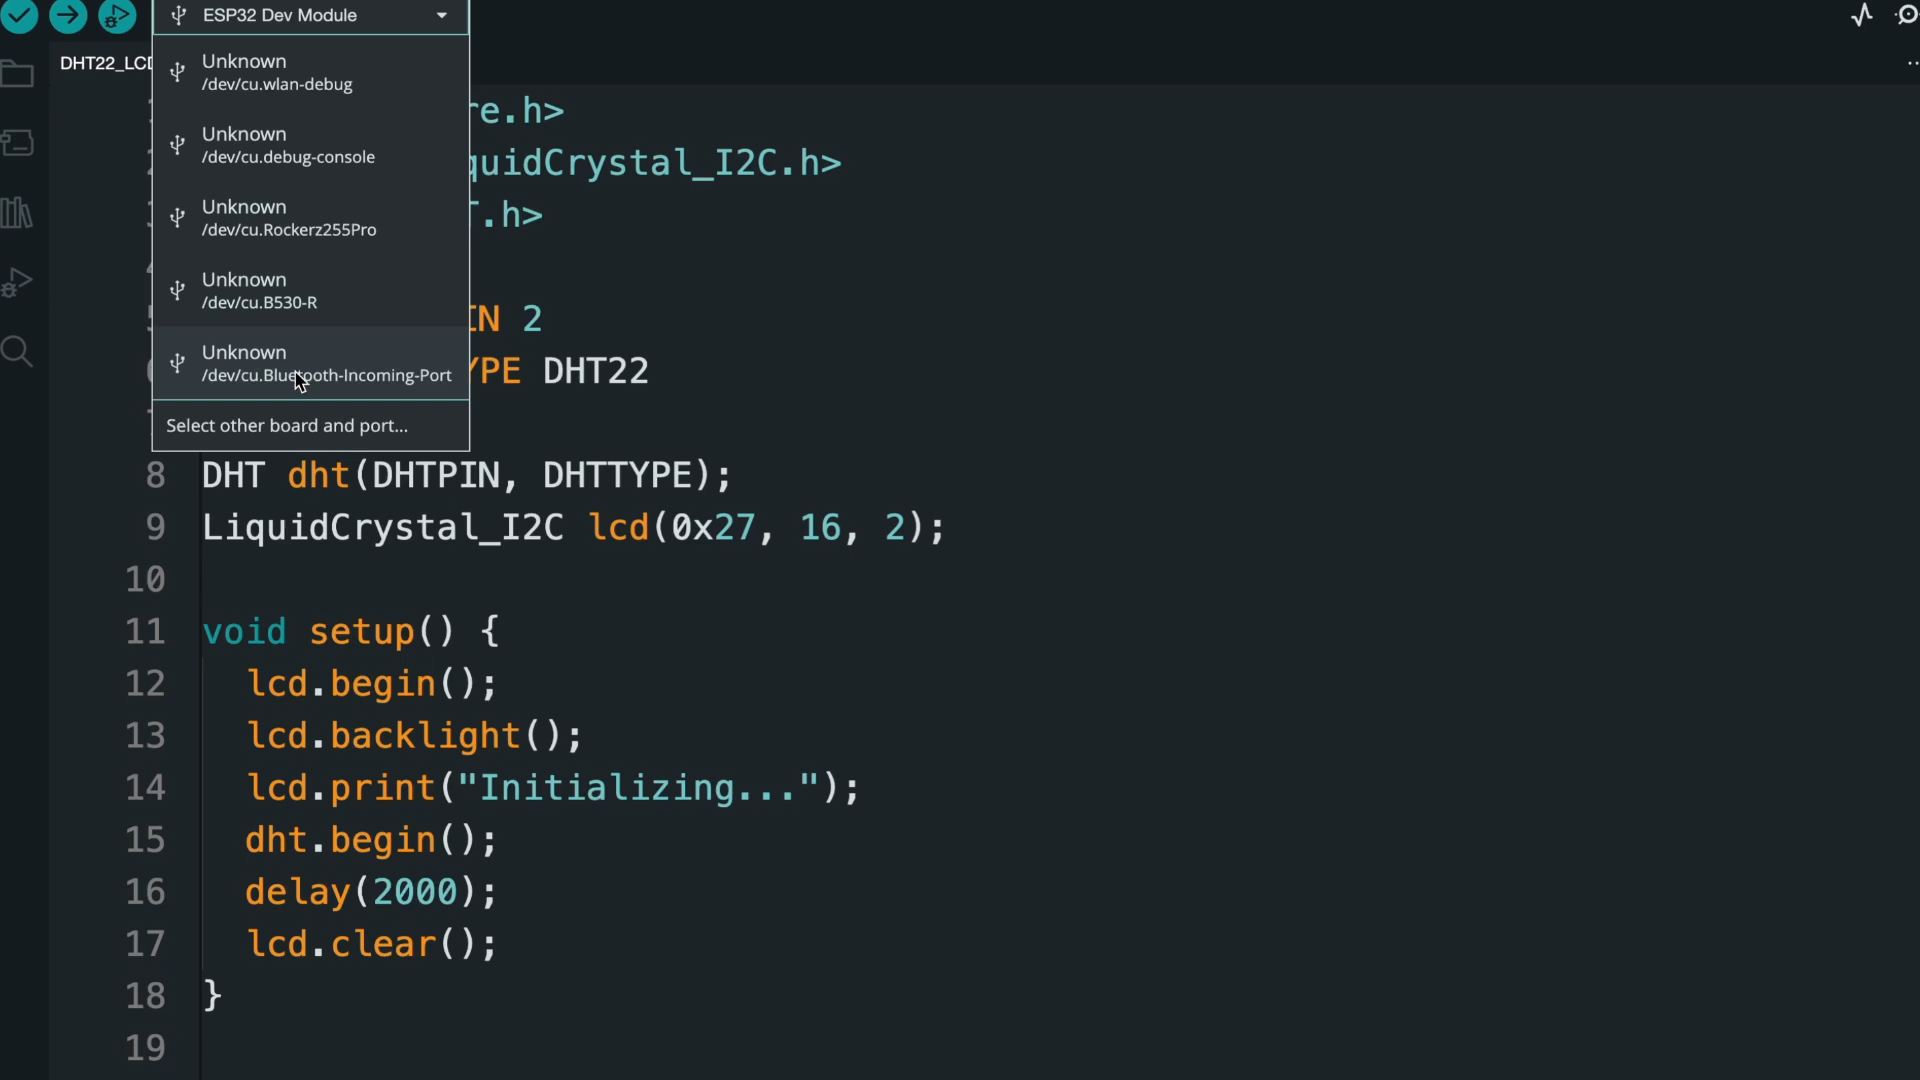 ESP32 Dev Module
DHT22_LCD
Unknown
/dev/cu.wlan-debug
Unknown
/dev/cu.debug-console
Unknown
/dev/cu.Rockerz255Pro
Unknown
/dev/cu.B530-R
Unknown
/dev/cu.Bluetooth-Incoming-Port
Select other board and port...
re.h>
quidCrystal_I2C.h>
T.h>
IN 2
YPE DHT22
8 DHT dht(DHTPIN, DHTTYPE);
9 LiquidCrystal_I2C lcd(0x27, 16, 2);
10
11 void setup() {
12 lcd.begin();
13 lcd.backlight();
14 lcd.print("Initializing...");
15 dht.begin();
16 delay(2000);
17 lcd.clear();
18 }
19